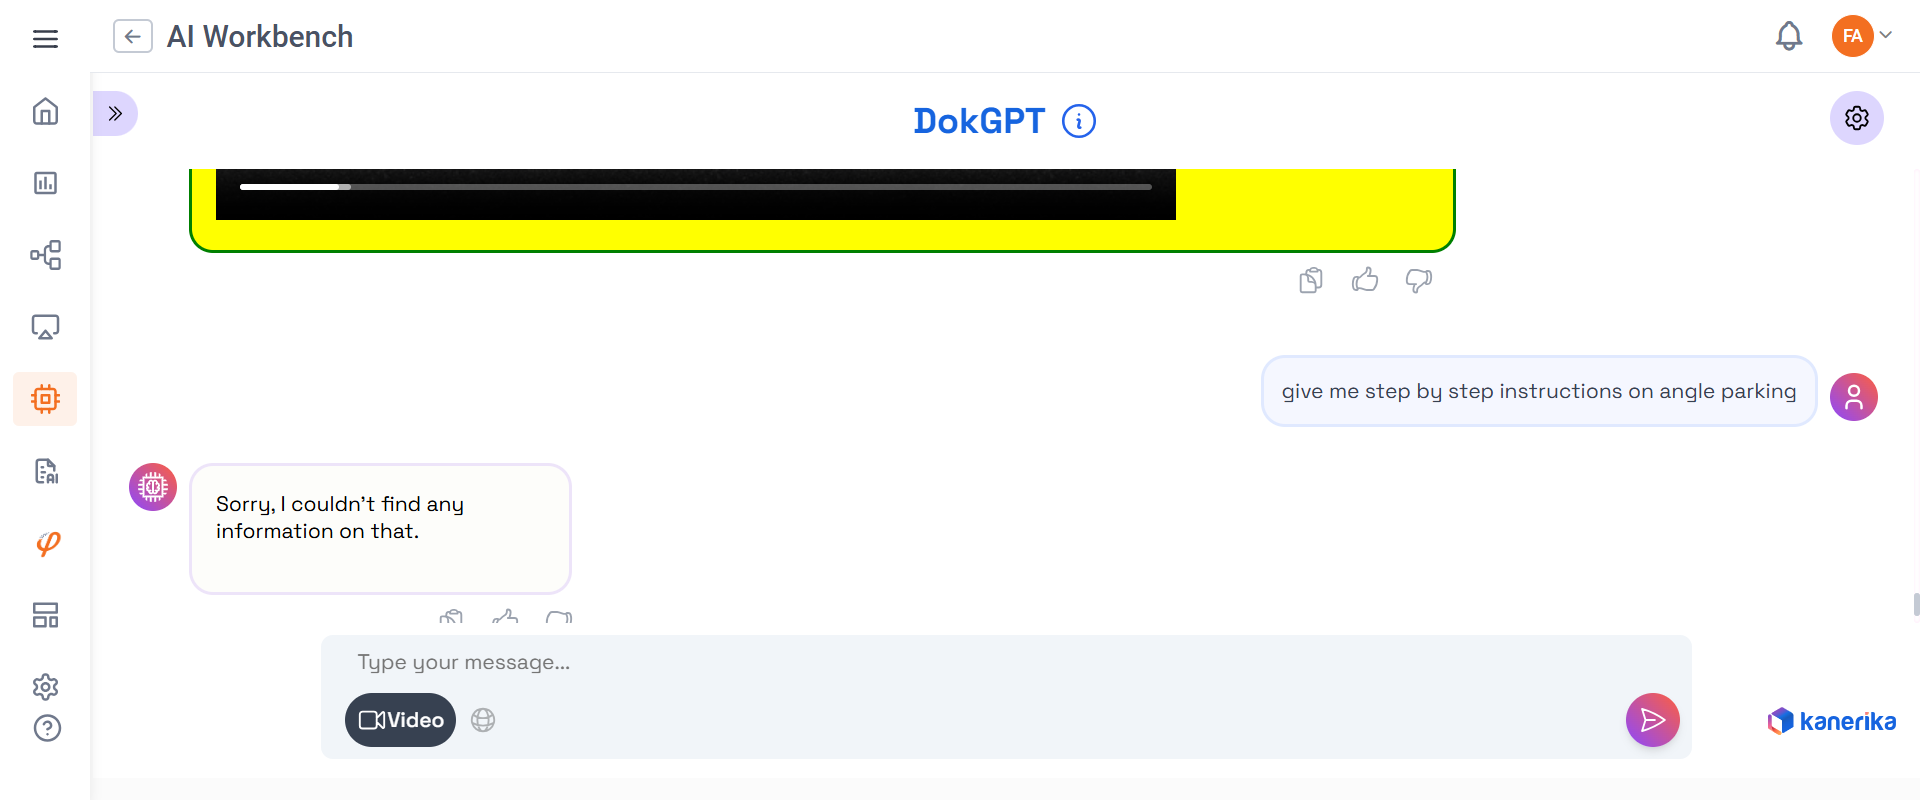 AI Workbench
FA
DokGPT
give me step by step instructions on angle parking
Sorry, I couldn't find any
information on that.
Type your message...
Video
kanerika